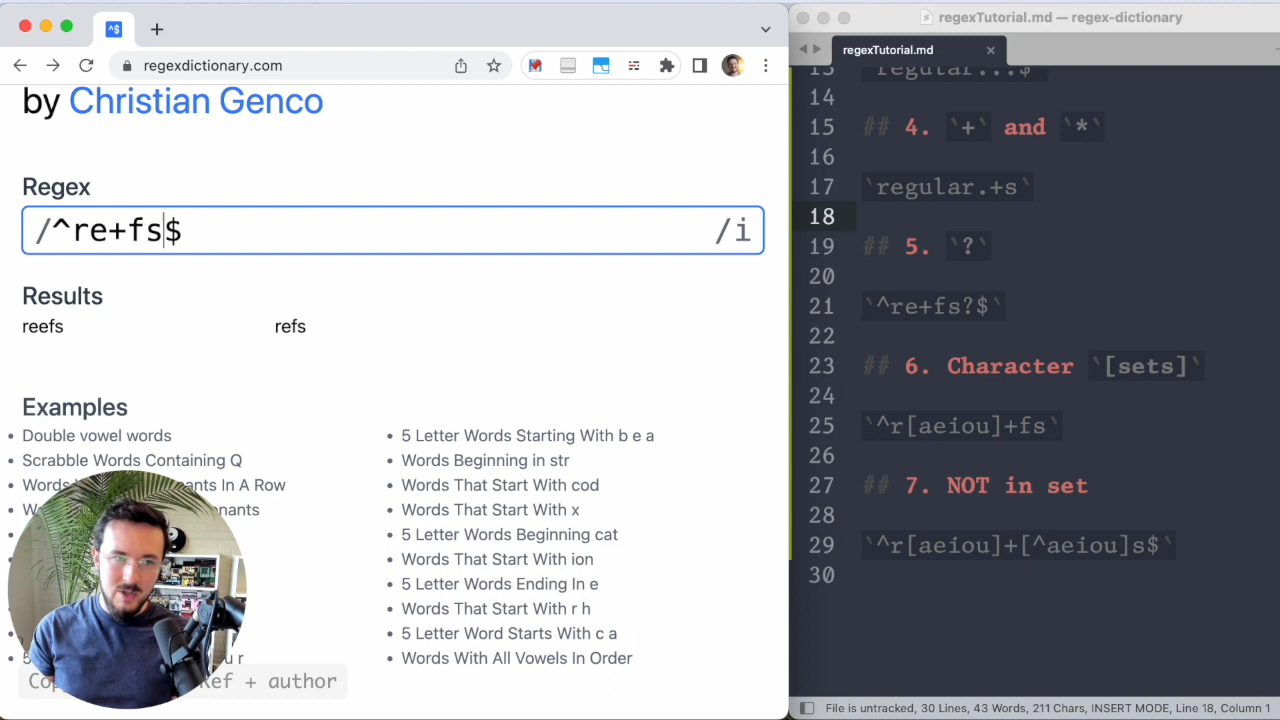 ^$
regexdictionary.com
by Christian Genco
Regex
/^re+fs$ /i
Results
reefs refs
Examples
Double vowel words
Scrabble Words Containing Q
5 Letter Words Starting With b e a
Words Beginning in str
Words That Start With cod
Words That Start With x
5 Letter Words Beginning cat
Words That Start With ion
5 Letter Words Ending In e
Words That Start With r h
5 Letter Word Starts With c a
Words With All Vowels In Order
ef + author
regexTutorial.md — regex-dictionary
regexTutorial.md
14
15 ## 4. `+` and `*`
16
17 `regular.+s`
18
19 ## 5. `?`
20
21 `^re+fs?$`
22
23 ## 6. Character `[sets]`
24
25 `^r[aeiou]+fs`
26
27 ## 7. NOT in set
28
29 `^r[aeiou]+[^aeiou]s$`
30
File is untracked, 30 Lines, 43 Words, 211 Chars, INSERT MODE, Line 18, Column 1